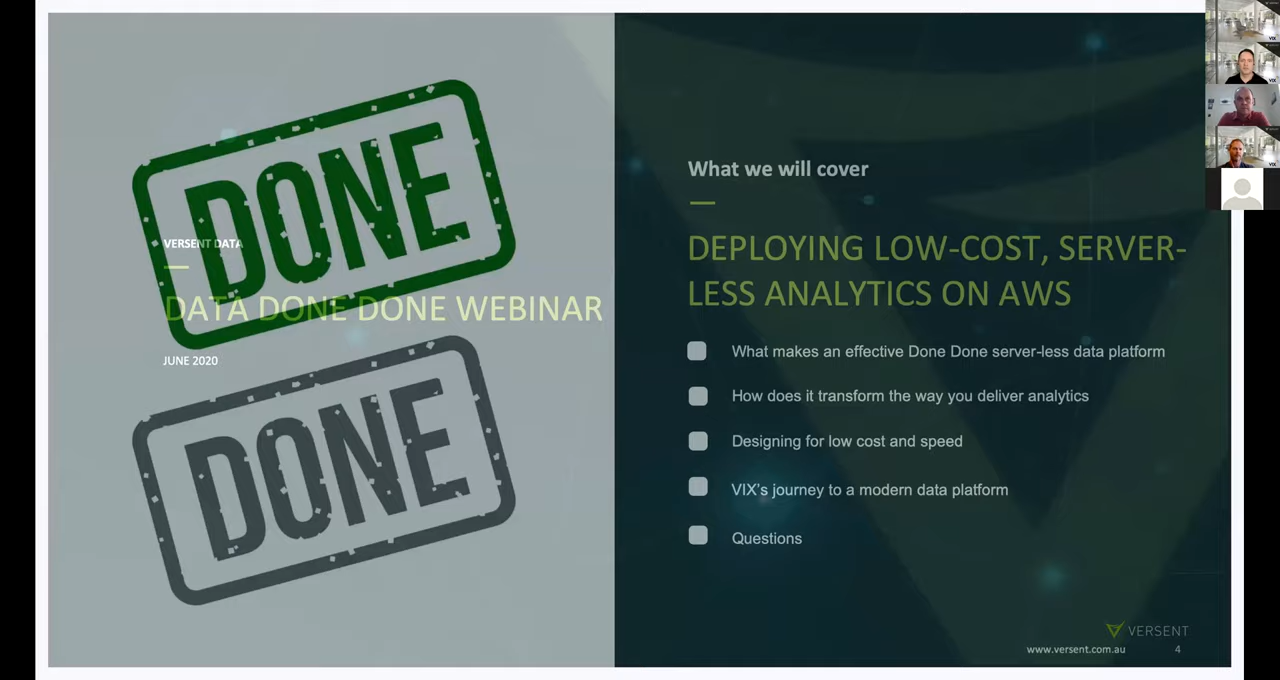 DONE
VERSENT DATA
DATA DONE DONE WEBINAR
JUNE 2020
DONE
What we will cover
DEPLOYING LOW-COST, SERVER-
LESS ANALYTICS ON AWS
What makes an effective Done Done server-less data platform
How does it transform the way you deliver analytics
Designing for low cost and speed
VIX's journey to a modern data platform
Questions
VERSENT
www.versent.com.au
4
VIX
VIX
VIX